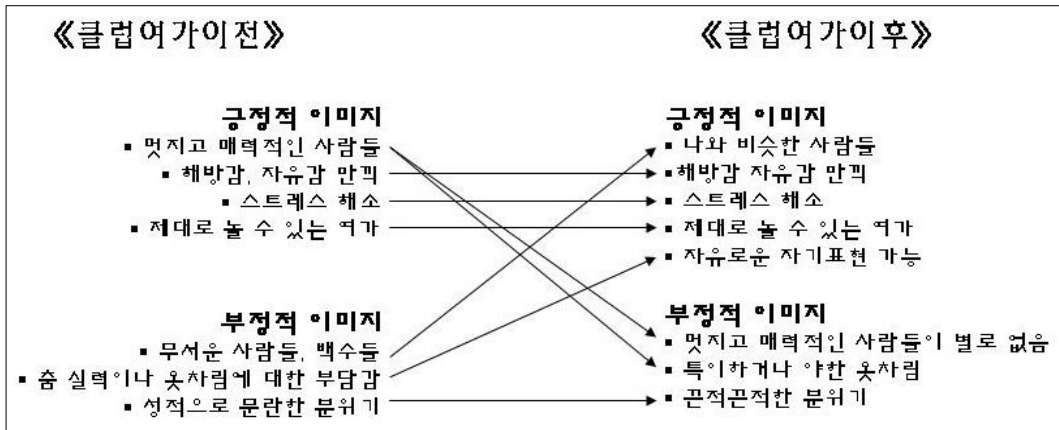 《클럽여가이전》
긍정적 이미지
▪ 멋지고 매력적인 사람들
▪ 해방감, 자유감 만끽
▪ 스트레스 해소
▪ 제대로 놀 수 있는 여가
부정적 이미지
▪ 무서운 사람들, 백수들
▪ 춤 실력이나 옷차림에 대한 부담감
▪ 성적으로 문란한 분위기
《클럽여가이후》
긍정적 이미지
▪ 나와 비슷한 사람들
▪해방감 자유감 만끽
▪ 스트레스 해소
▪ 제대로 놀 수 있는 여가
▪ 자유로운 자기표현 가능
부정적 이미지
▪ 멋지고 매력적인 사람들이 별로 없음
▪ 특이하거나 야한 옷차림
▪ 끈적끈적한 분위기